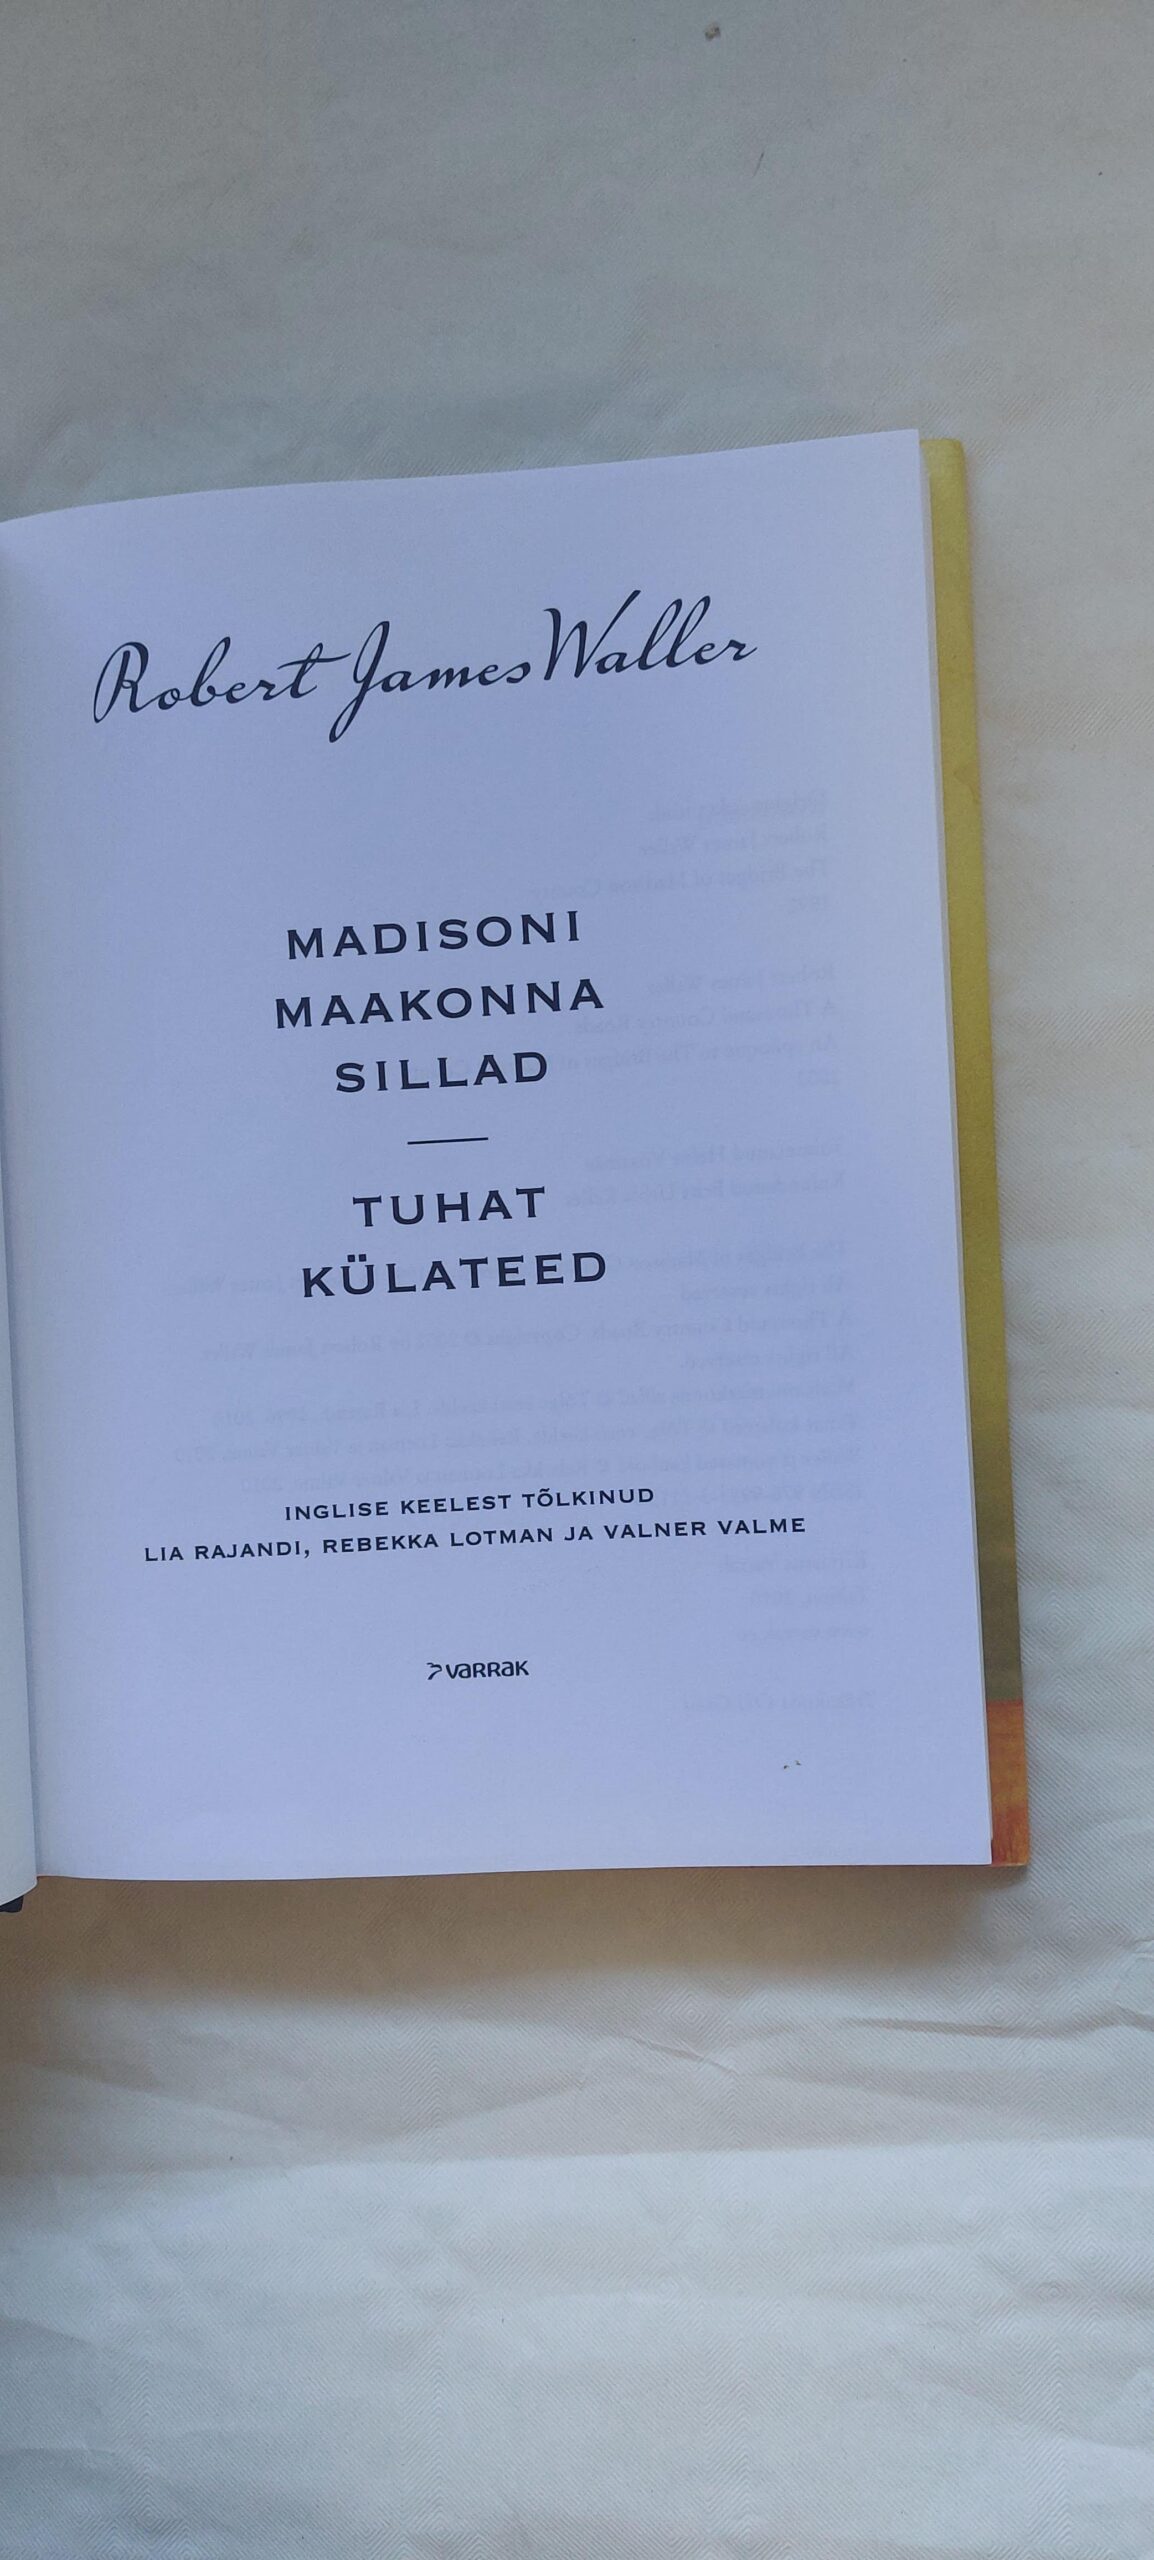 Robert James Waller
MADISONI
MAAKONNA
SILLAD
TUHAT
KÜLATEED
INGLISE KEELEST TÕLKINUD
LIA RAJANDI, REBEKKA LOTMAN JA VALNER VALME
VARRAK